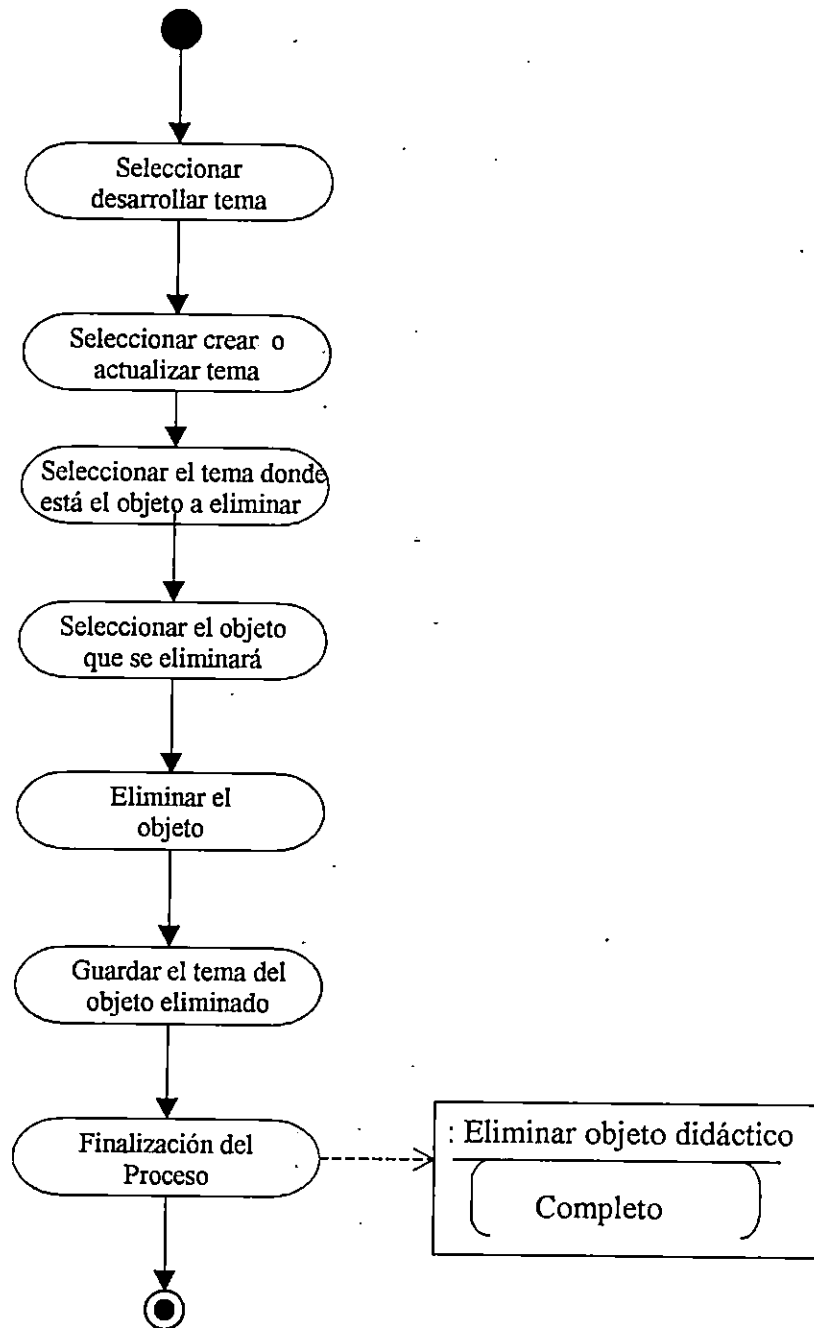 Seleccionar
desarrollar tema
Seleccionar crear o
actualizar tema
Seleccionar el tema donde
está el objeto a eliminar
Seleccionar el objeto
que se eliminará
Eliminar el
objeto
Guardar el tema del
objeto eliminado
Finalización del
Proceso
: Eliminar objeto didáctico
Completo